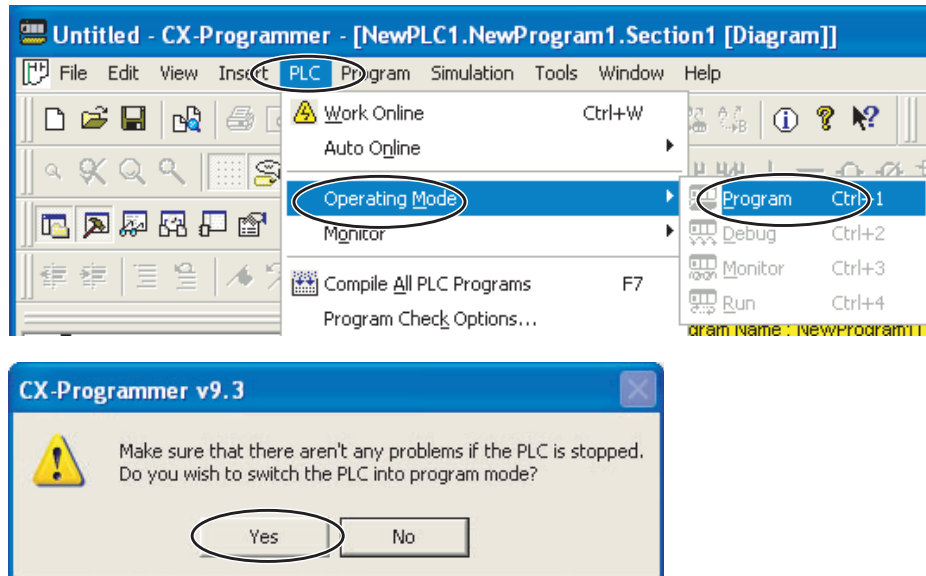 Untitled - CX-Programmer - [NewPLC1.NewProgram1.Section1 [Diagram]]
File Edit View Insert PLC Program Simulation Tools Window Help
Work Online Ctrl+W
Auto Online
Operating Mode
Program Ctrl+1
Monitor
Debug Ctrl+2
Monitor Ctrl+3
Compile All PLC Programs F7
Run Ctrl+4
Program Check Options...
gram Name : NewProgram1]
CX-Programmer v9.3
Make sure that there aren't any problems if the PLC is stopped.
Do you wish to switch the PLC into program mode?
Yes No